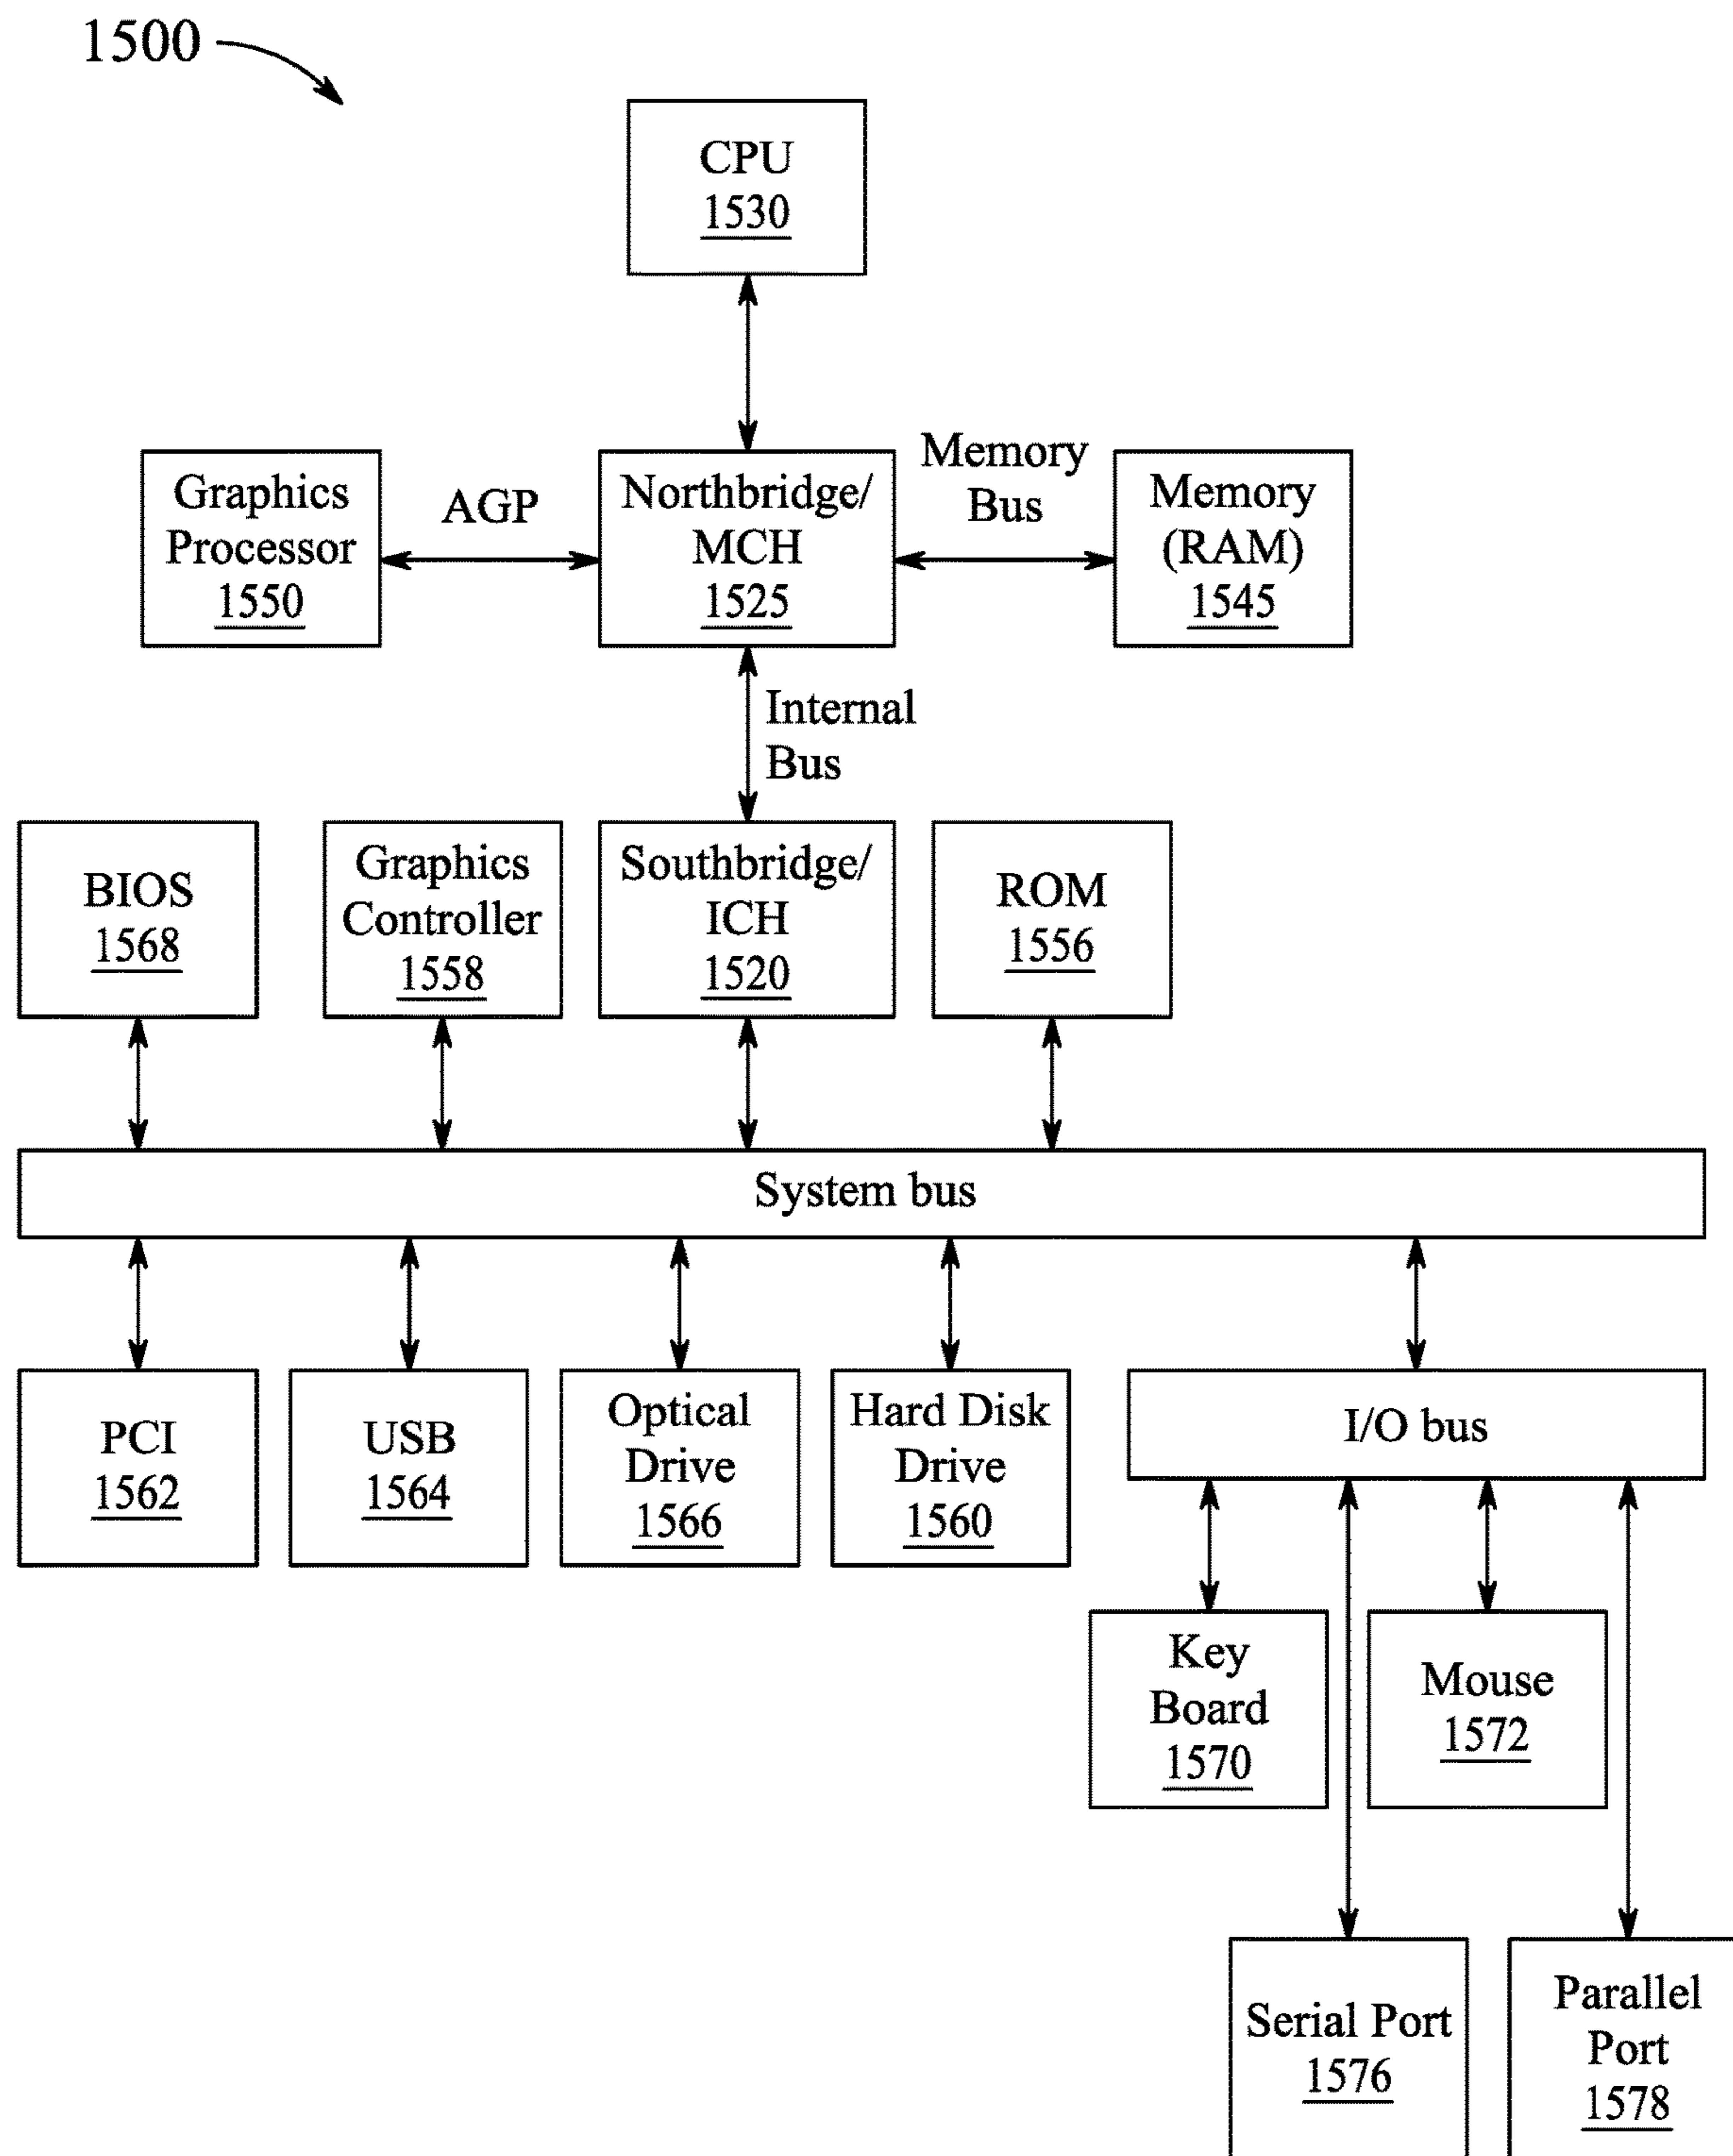 1500
CPU
1530
Graphics
Processor
1550
AGP
Northbridge/
MCH
1525
Memory
Bus
Memory
(RAM)
1545
Internal
Bus
BIOS
1568
Graphics
Controller
1558
Southbridge/
ICH
1520
ROM
1556
System bus
PCI
1562
USB
1564
Optical
Drive
1566
Hard Disk
Drive
1560
I/O bus
Key
Board
1570
Mouse
1572
Serial Port
1576
Parallel
Port
1578